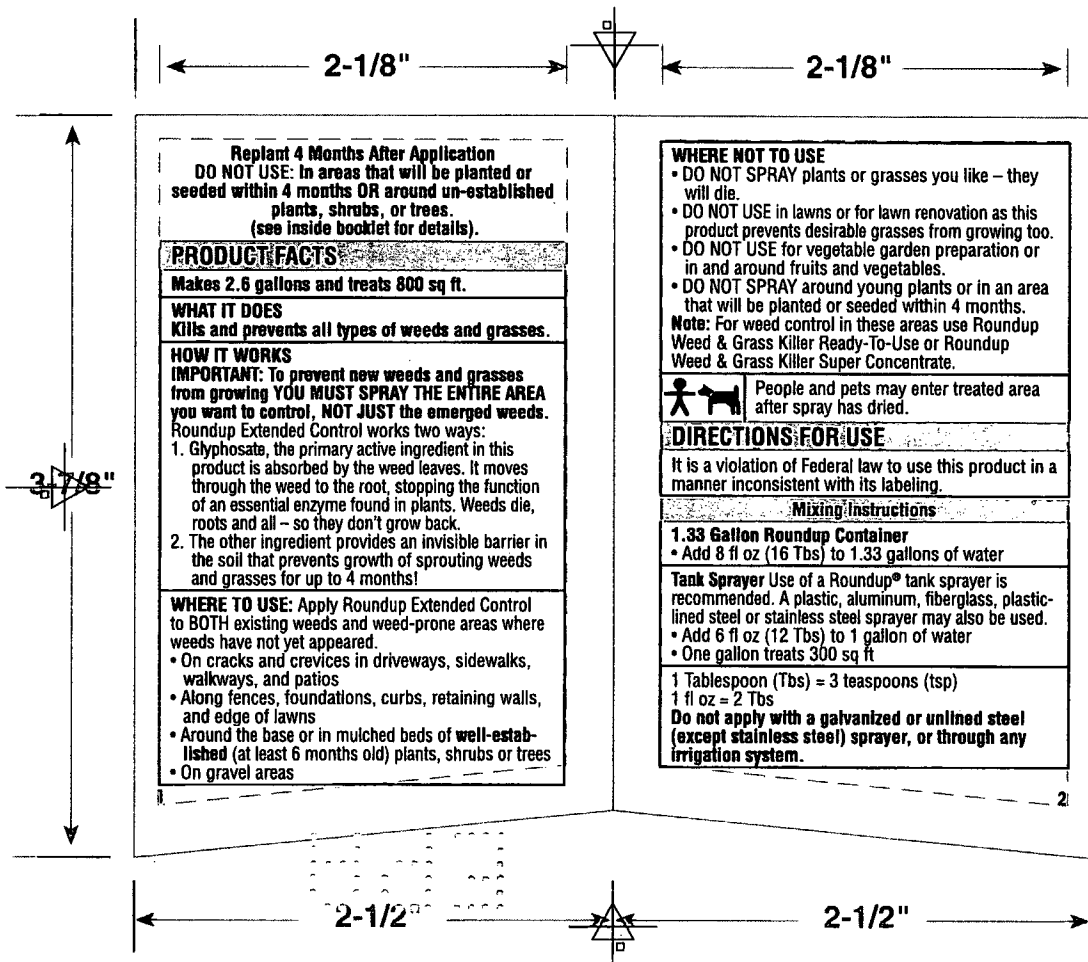 2-1/8"
2-1/8"
Replant 4 Months After Application
DO NOT USE: In areas that will be planted or
seeded within 4 months OR around un-established
plants, shrubs, or trees.
(see inside booklet for details).
PRODUCT FACTS
Makes 2.6 gallons and treats 800 sq ft.
WHAT IT DOES
Kills and prevents all types of weeds and grasses.
HOW IT WORKS
IMPORTANT: To prevent new weeds and grasses
from growing YOU MUST SPRAY THE ENTIRE AREA
you want to control, NOT JUST the emerged weeds.
Roundup Extended Control works two ways:
1. Glyphosate, the primary active ingredient in this
product is absorbed by the weed leaves. It moves
through the weed to the root, stopping the function
of an essential enzyme found in plants. Weeds die,
roots and all – so they don't grow back.
2. The other ingredient provides an invisible barrier in
the soil that prevents growth of sprouting weeds
and grasses for up to 4 months!
WHERE TO USE: Apply Roundup Extended Control
to BOTH existing weeds and weed-prone areas where
weeds have not yet appeared.
• On cracks and crevices in driveways, sidewalks,
walkways, and patios
• Along fences, foundations, curbs, retaining walls,
and edge of lawns
• Around the base or in mulched beds of well-estab-
lished (at least 6 months old) plants, shrubs or trees
• On gravel areas
1
WHERE NOT TO USE
• DO NOT SPRAY plants or grasses you like – they
will die.
• DO NOT USE in lawns or for lawn renovation as this
product prevents desirable grasses from growing too.
• DO NOT USE for vegetable garden preparation or
in and around fruits and vegetables.
• DO NOT SPRAY around young plants or in an area
that will be planted or seeded within 4 months.
Note: For weed control in these areas use Roundup
Weed & Grass Killer Ready-To-Use or Roundup
Weed & Grass Killer Super Concentrate.
People and pets may enter treated area
after spray has dried.
DIRECTIONS FOR USE
It is a violation of Federal law to use this product in a
manner inconsistent with its labeling.
Mixing Instructions
1.33 Gallon Roundup Container
• Add 8 fl oz (16 Tbs) to 1.33 gallons of water
Tank Sprayer Use of a Roundup® tank sprayer is
recommended. A plastic, aluminum, fiberglass, plastic-
lined steel or stainless steel sprayer may also be used.
• Add 6 fl oz (12 Tbs) to 1 gallon of water
• One gallon treats 300 sq ft
1 Tablespoon (Tbs) = 3 teaspoons (tsp)
1 fl oz = 2 Tbs
Do not apply with a galvanized or unlined steel
(except stainless steel) sprayer, or through any
irrigation system.
2
3-7/8"
2-1/2"
2-1/2"